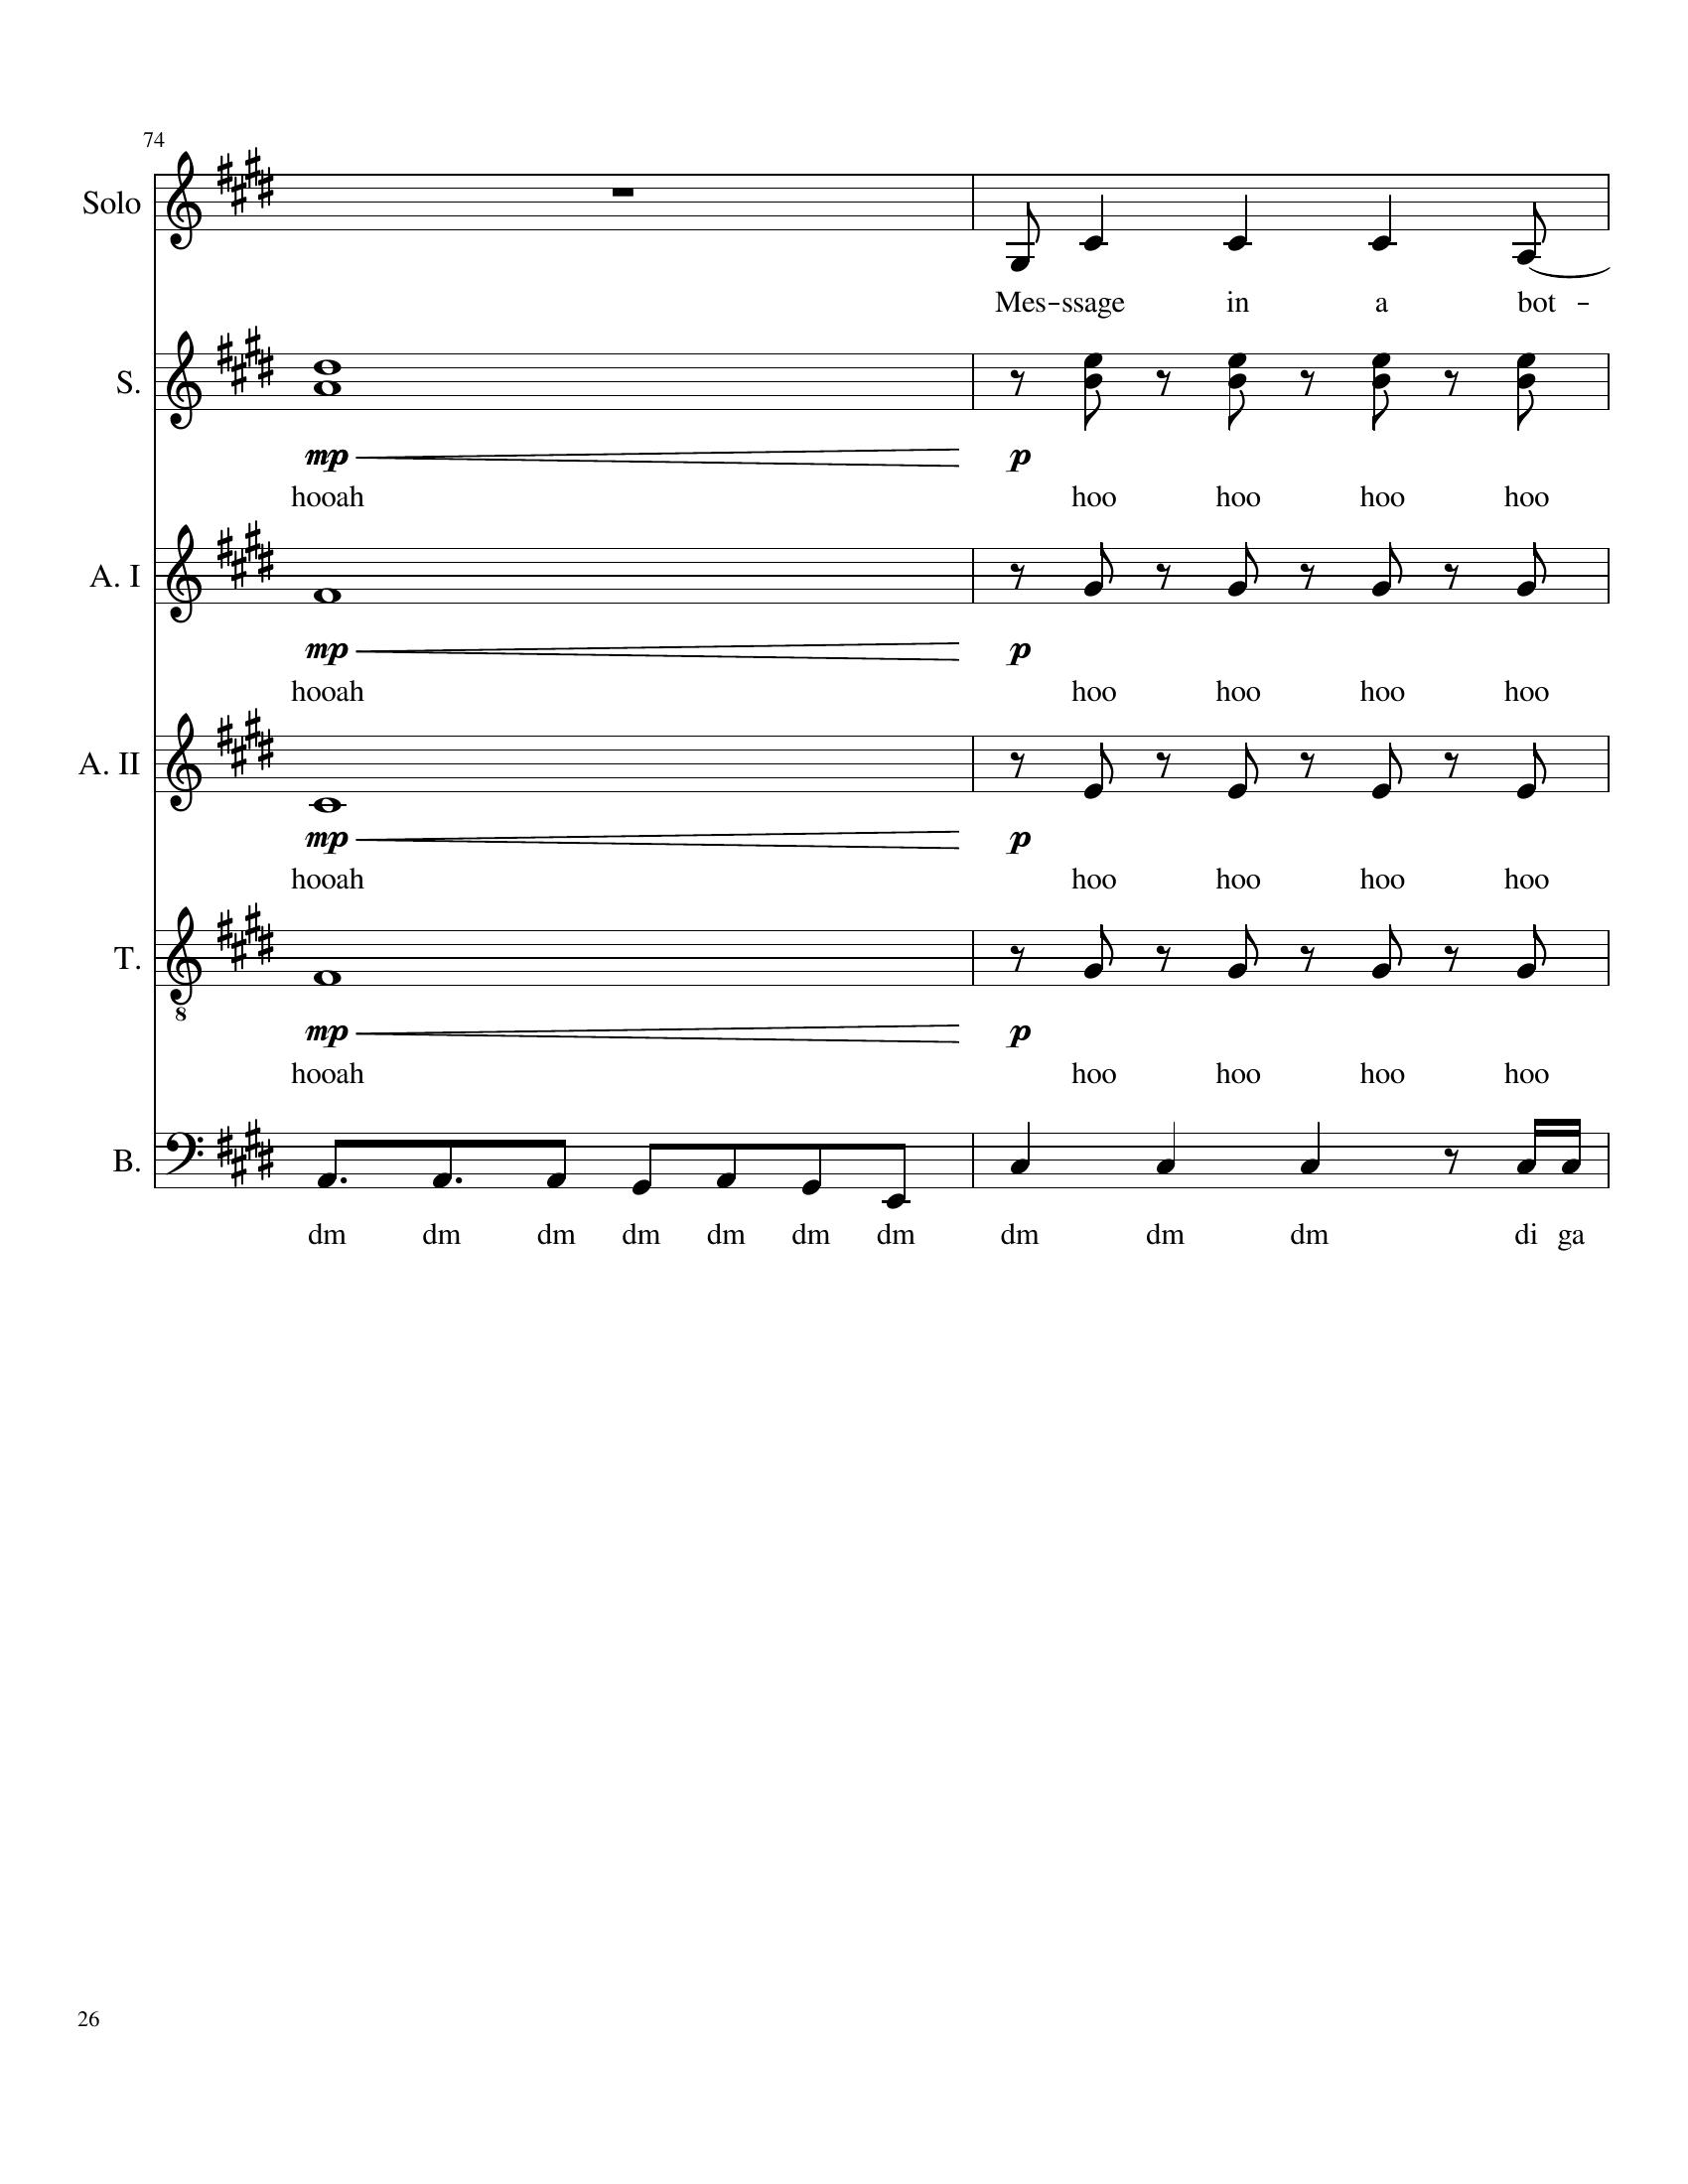 74
Solo
Mes - ssage in a bot -
S.
mp p
hooah hoo hoo hoo hoo
A. I
mp p
hooah hoo hoo hoo hoo
A. II
mp p
hooah hoo hoo hoo hoo
T.
8
mp p
hooah hoo hoo hoo hoo
B.
dm dm dm dm dm dm dm dm dm dm di ga
26